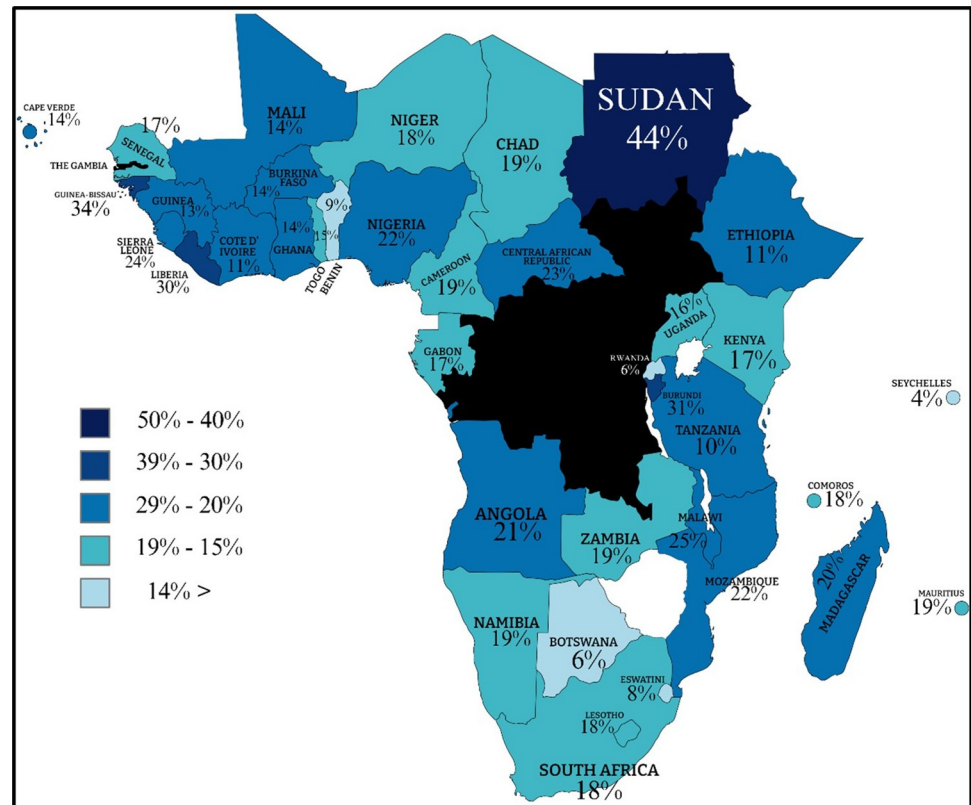 CAPE VERDE
14%
17%
SENEGAL
THE GAMBIA
GUINEA-BISSAU
34%
GUINEA
13%
SIERRA
LEONE
24%
LIBERIA
30%
MALI
14%
BURKINA
FASO
14%
COTE D'
IVOIRE
11%
14%
GHANA
15%
TOGO
9%
BENIN
NIGER
18%
NIGERIA
22%
CHAD
19%
SUDAN
44%
CAMEROON
19%
CENTRAL AFRICAN
REPUBLIC
23%
ETHIOPIA
11%
GABON
17%
16%
UGANDA
KENYA
17%
RWANDA
6%
BURUNDI
31%
TANZANIA
10%
SEYCHELLES
4%
COMOROS
18%
50% - 40%
39% - 30%
29% - 20%
19% - 15%
14% >
ANGOLA
21%
ZAMBIA
19%
MALAWI
25%
MOZAMBIQUE
22%
20%
MADAGASCAR
MAURITIUS
19%
NAMIBIA
19%
BOTSWANA
6%
ESWATINI
8%
LESOTHO
18%
SOUTH AFRICA
18%